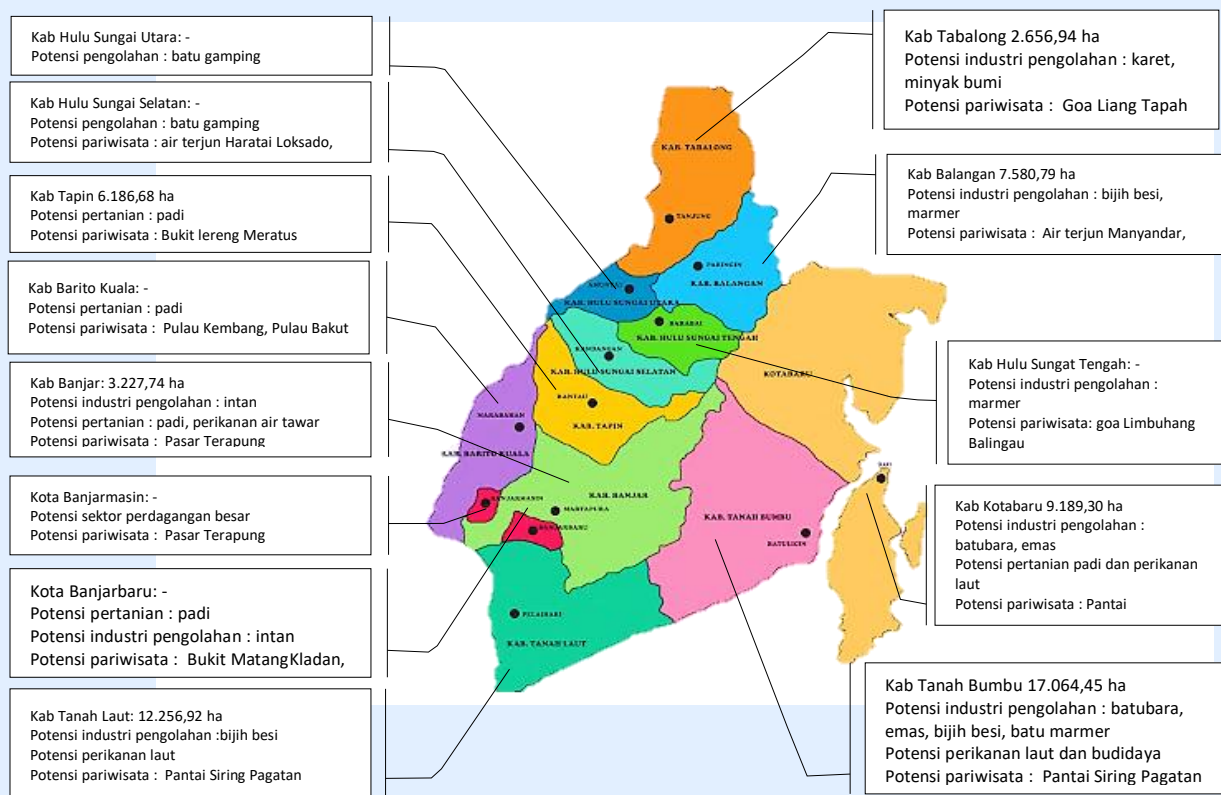 Kab Hulu Sungai Utara: -
Potensi pengolahan : batu gamping
Kab Hulu Sungai Selatan: -
Potensi pengolahan : batu gamping
Potensi pariwisata : air terjun Haratai Loksado,
Kab Tapin 6.186,68 ha
Potensi pertanian : padi
Potensi pariwisata : Bukit lereng Meratus
Kab Barito Kuala: -
Potensi pertanian : padi
Potensi pariwisata : Pulau Kembang, Pulau Bakut
Kab Banjar: 3.227,74 ha
Potensi industri pengolahan : intan
Potensi pertanian : padi, perikanan air tawar
Potensi pariwisata : Pasar Terapung
Kota Banjarmasin: -
Potensi sektor perdagangan besar
Potensi pariwisata : Pasar Terapung
Kota Banjarbaru: -
Potensi pertanian : padi
Potensi industri pengolahan : intan
Potensi pariwisata : Bukit MatangKladan,
Kab Tanah Laut: 12.256,92 ha
Potensi industri pengolahan :bijih besi
Potensi perikanan laut
Potensi pariwisata : Pantai Siring Pagatan
KAB. TABALONG
TANJUNG
PARINGIN
KAB. BALANGAN
AMUNTAI
KAB. HULU SUNGAI UTARA
BARABAI
KAB. HULU SUNGAI TENGAH
KANDANGAN
KAB. HULU SUNGAI SELATAN
KOTABARU
RANTAU
KAB. TAPIN
MARABAHAN
KAB. BARITO KUALA
BANJARMASIN
KAB. BANJAR
MARTAPURA
BANJARBARU
KAB. TANAH BUMBU
BATULICIN
PELAIHARI
KAB. TANAH LAUT
Kab Tabalong 2.656,94 ha
Potensi industri pengolahan : karet,
minyak bumi
Potensi pariwisata : Goa Liang Tapah
Kab Balangan 7.580,79 ha
Potensi industri pengolahan : bijih besi,
marmer
Potensi pariwisata : Air terjun Manyandar,
Kab Hulu Sungat Tengah: -
Potensi industri pengolahan :
marmer
Potensi pariwisata: goa Limbuhang
Balingau
Kab Kotabaru 9.189,30 ha
Potensi industri pengolahan :
batubara, emas
Potensi pertanian padi dan perikanan
laut
Potensi pariwisata : Pantai
Kab Tanah Bumbu 17.064,45 ha
Potensi industri pengolahan : batubara,
emas, bijih besi, batu marmer
Potensi perikanan laut dan budidaya
Potensi pariwisata : Pantai Siring Pagatan